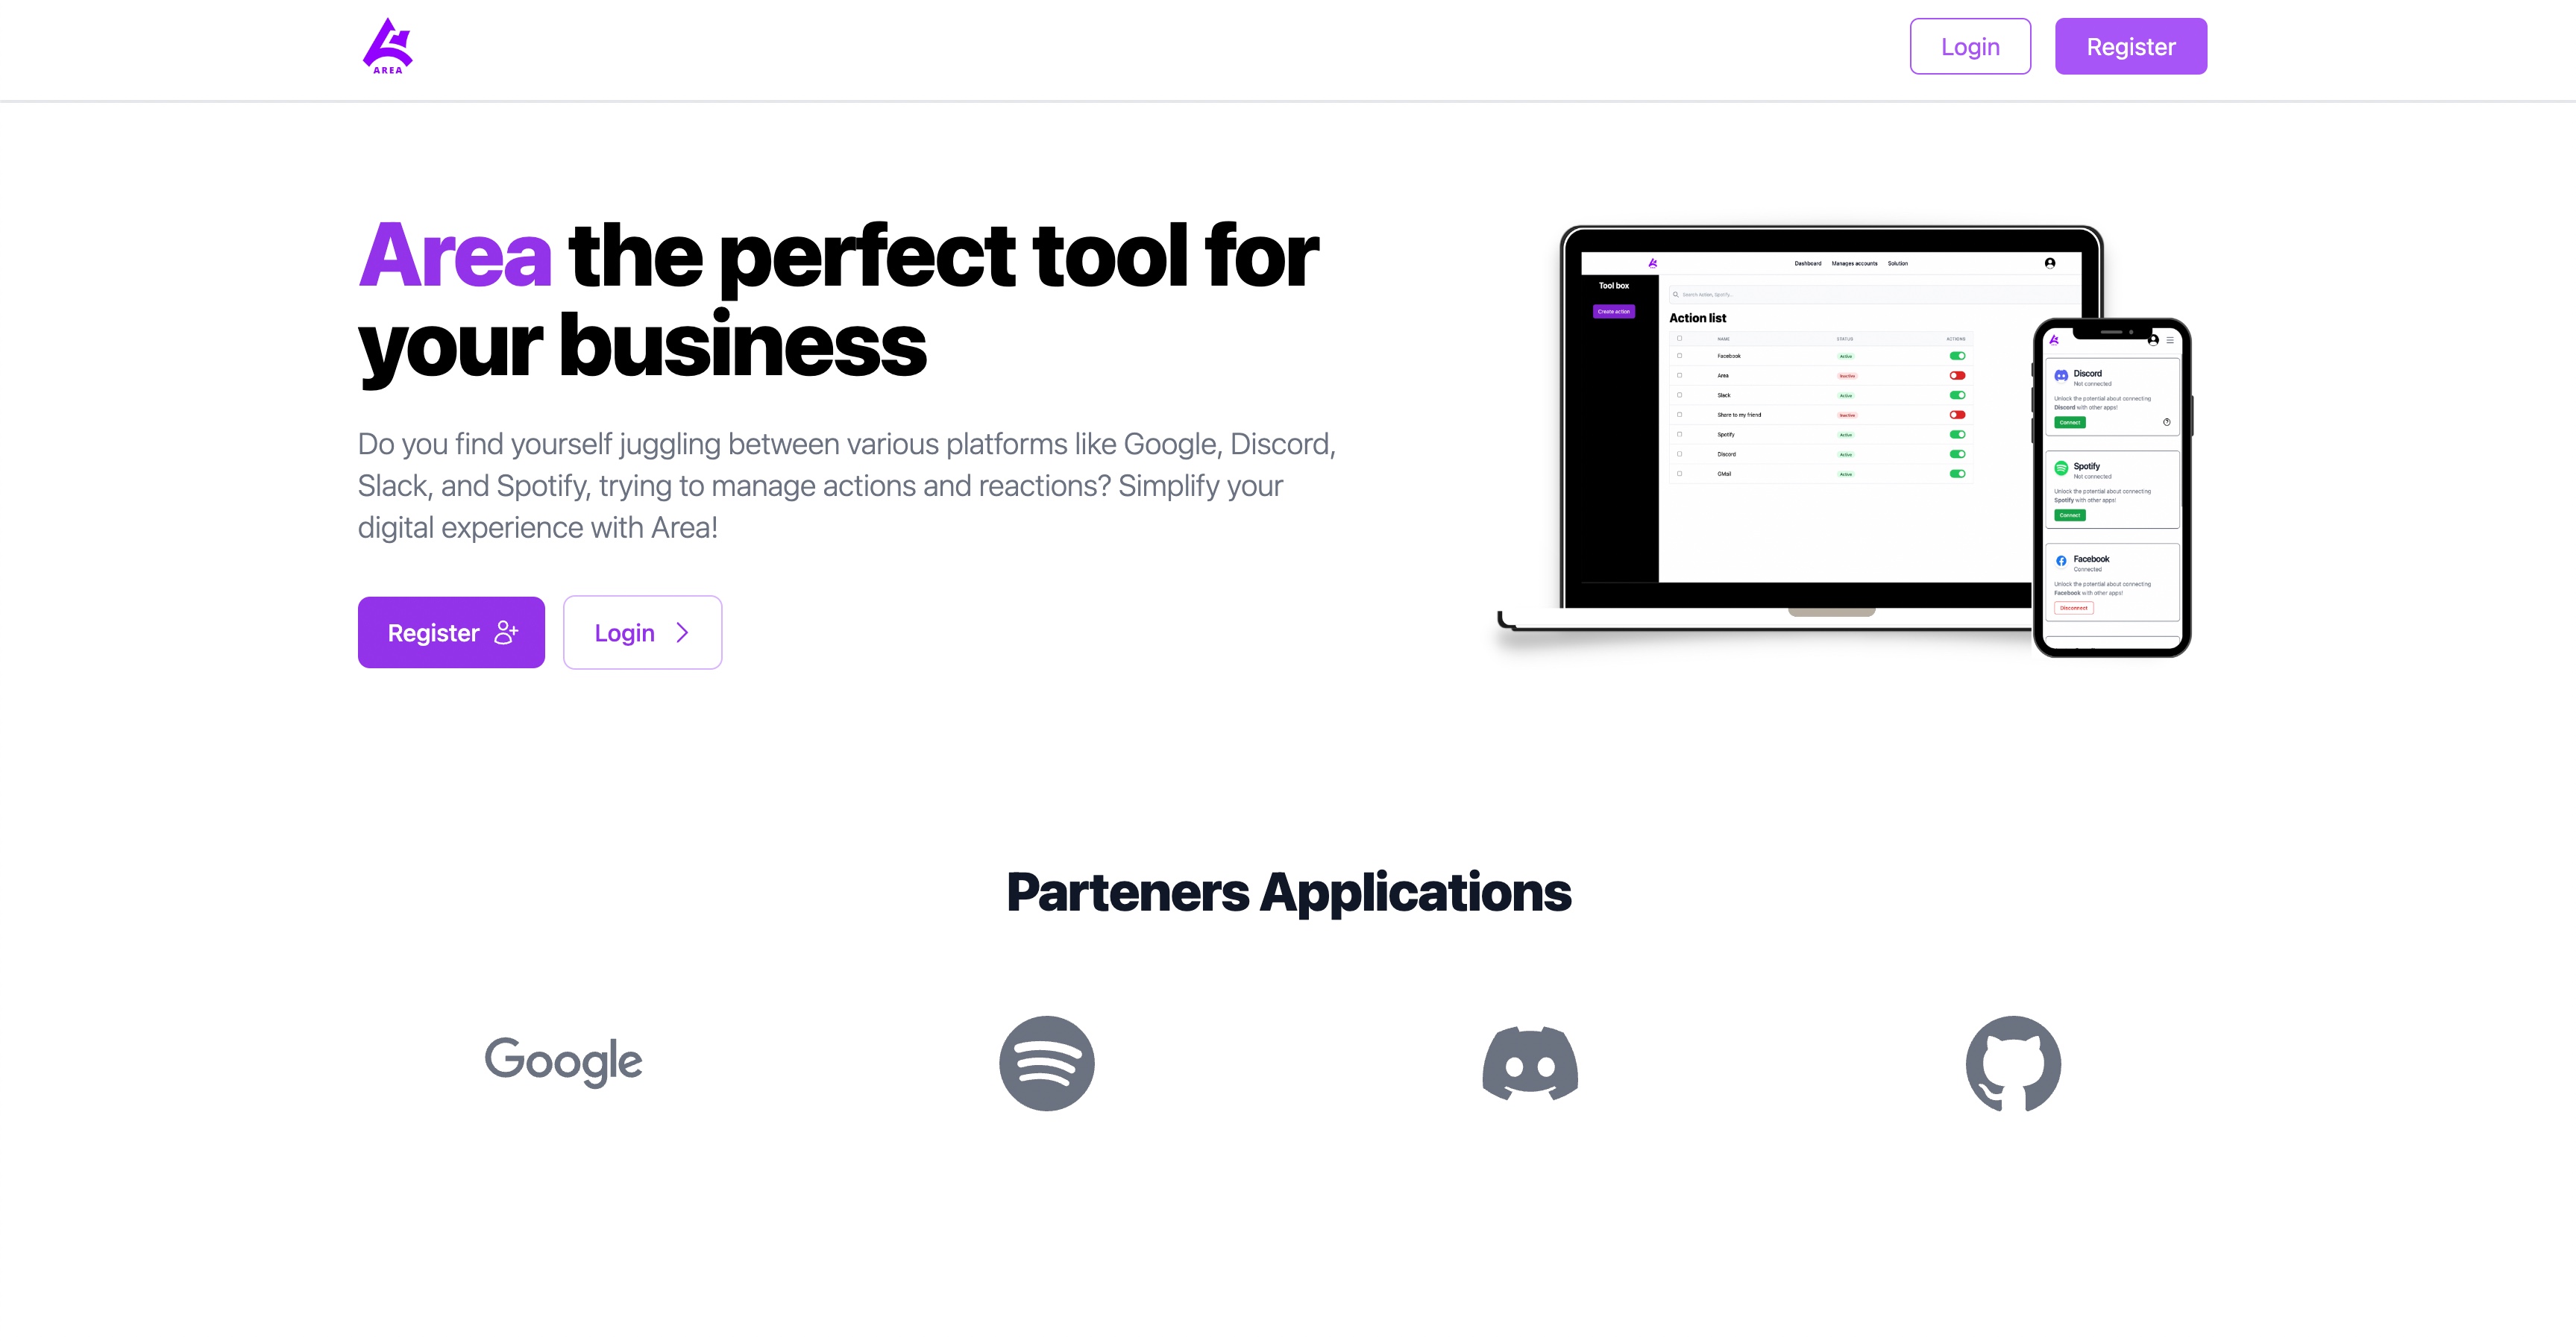 AREA
Login
Register
Area the perfect tool for
your business
Do you find yourself juggling between various platforms like Google, Discord,
Slack, and Spotify, trying to manage actions and reactions? Simplify your
digital experience with Area!
Register
Login
Dashboard Manages accounts Solution
Tool box
Create action
Search Action, Spotify...
Action list
NAME STATUS ACTIONS
Facebook Active
Area Inactive
Slack Active
Share to my friend Inactive
Spotify Active
Discord Active
GMail Active
Discord
Not connected
Unlock the potential about connecting
Discord with other apps!
Connect
Spotify
Not connected
Unlock the potential about connecting
Spotify with other apps!
Connect
Facebook
Connected
Unlock the potential about connecting
Facebook with other apps!
Disconnect
Parteners Applications
Google